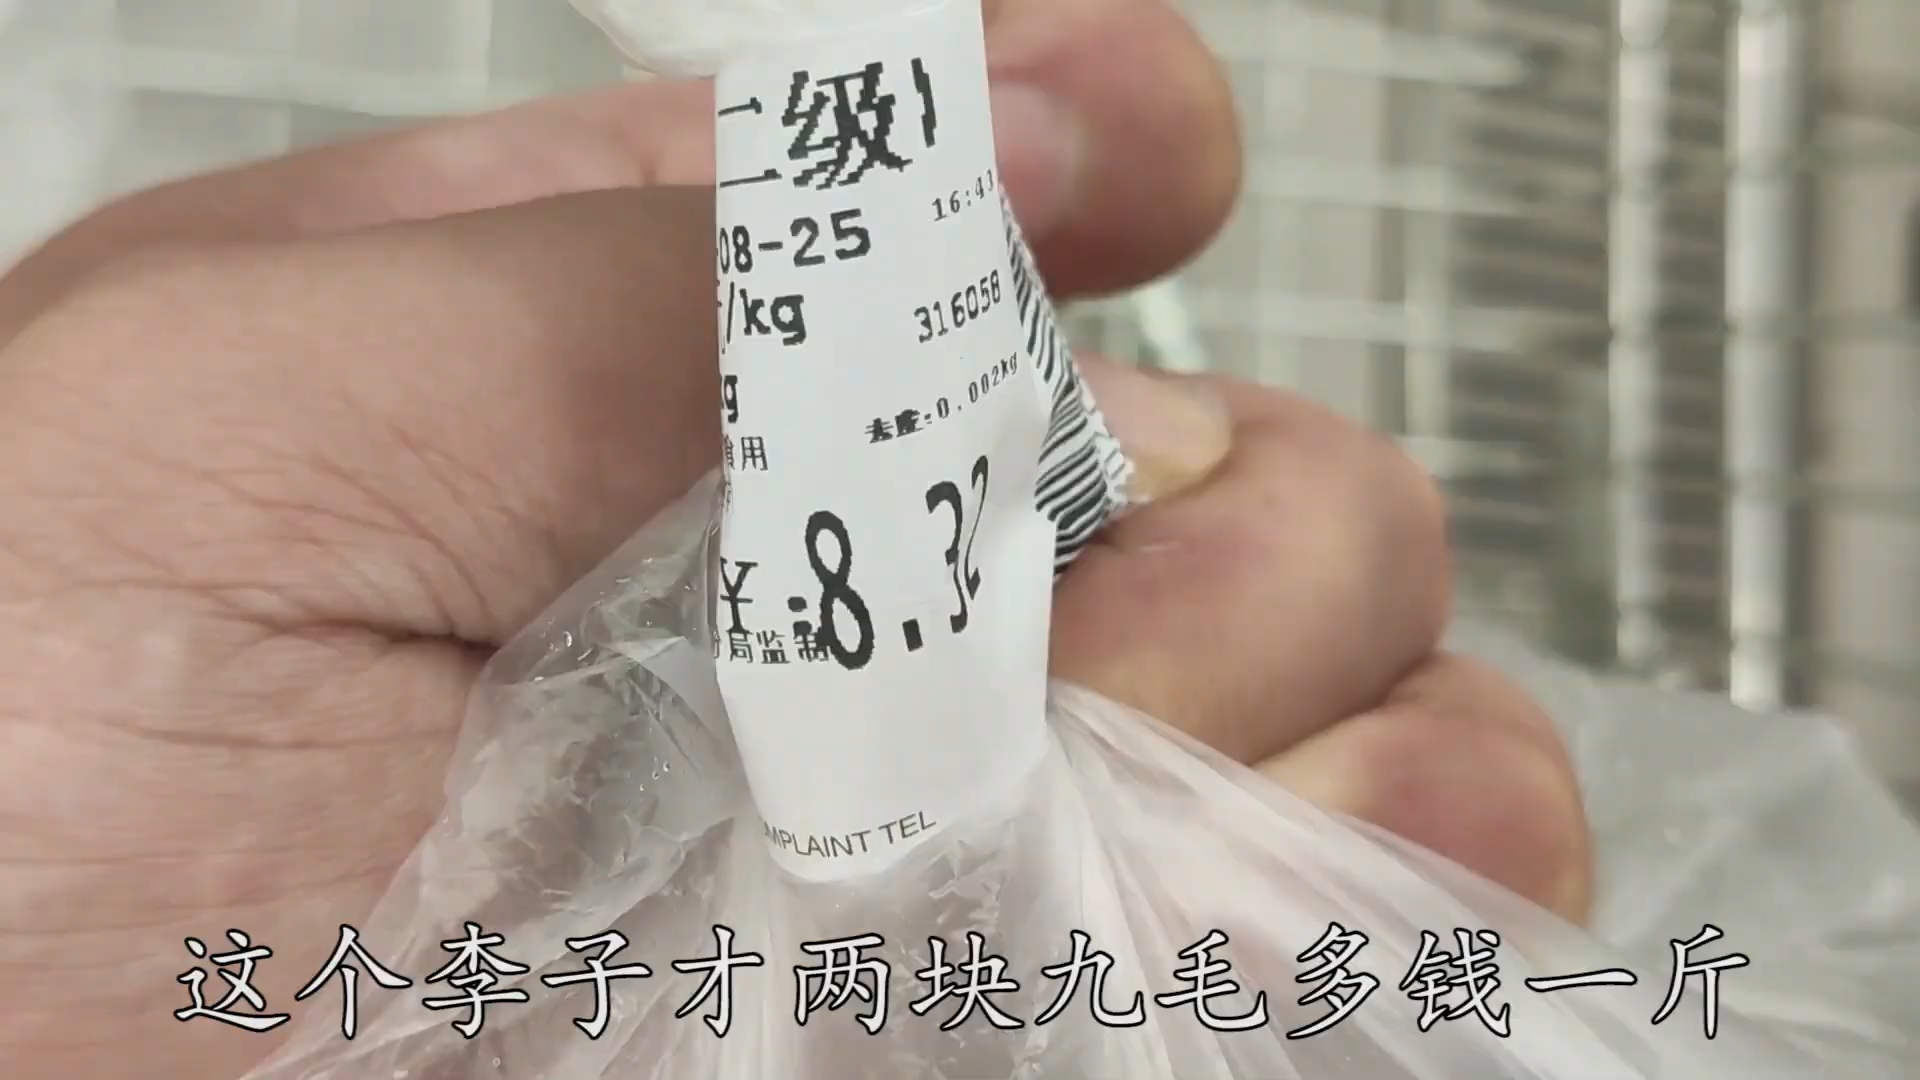 二级
08-25 16:43
/kg 316058
g 去皮:0.002kg
食用
¥:8.32
局监制
MPLAINT TEL
这个李子才两块九毛多钱一斤